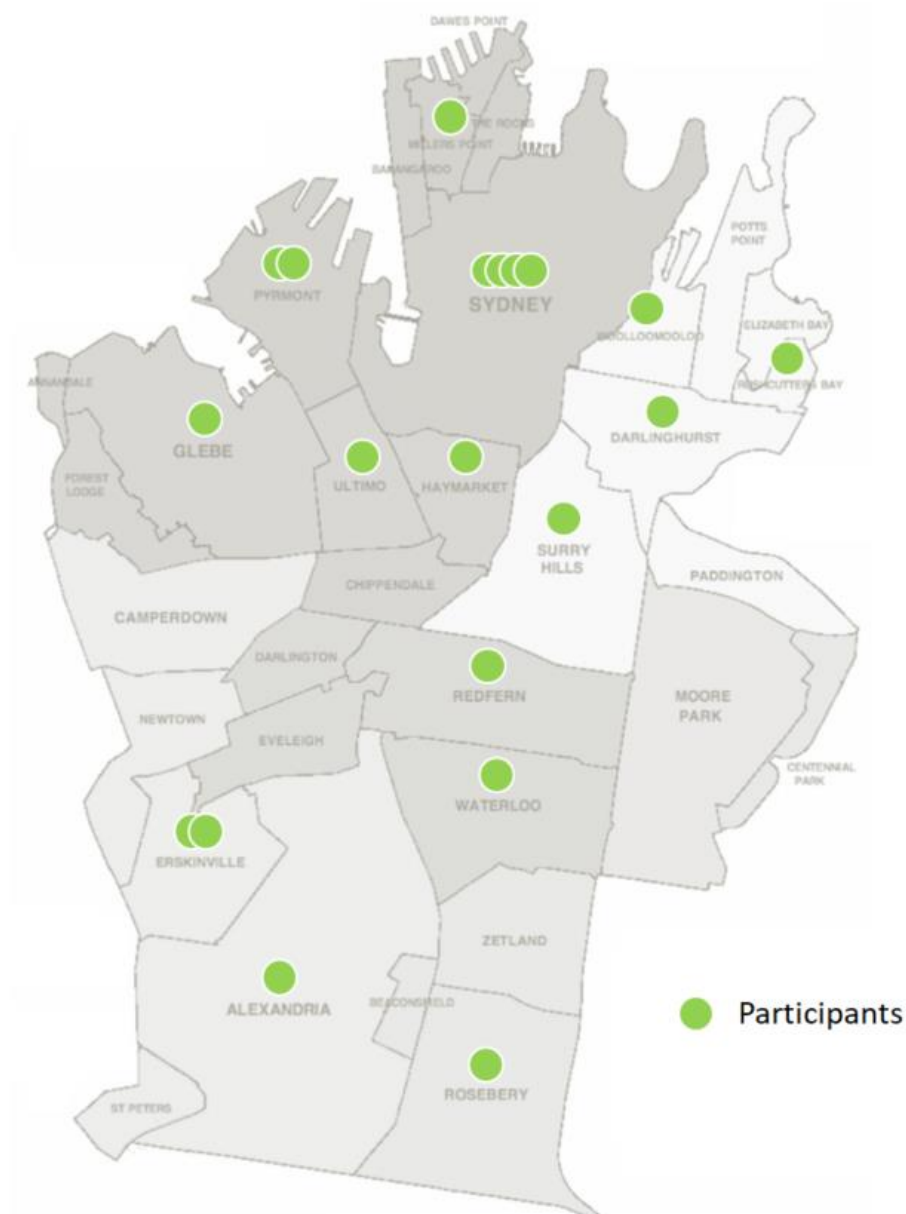 DAWES POINT
THE ROCKS
MILLERS POINT
BARANGAROO
POTTS
POINT
PYRMONT
SYDNEY
ELIZABETH BAY
WOOLLOOMOOLOO
ANNANDALE
RUSHCUTTERS BAY
DARLINGHURST
GLEBE
FOREST
LODGE
ULTIMO
HAYMARKET
SURRY
HILLS
PADDINGTON
CHIPPENDALE
CAMPERDOWN
DARLINGTON
REDFERN
MOORE
PARK
NEWTOWN
EVELEIGH
CENTENNIAL
PARK
WATERLOO
ERSKINVILLE
ZETLAND
BEACONSFIELD
ALEXANDRIA
Participants
ROSEBERY
ST PETERS